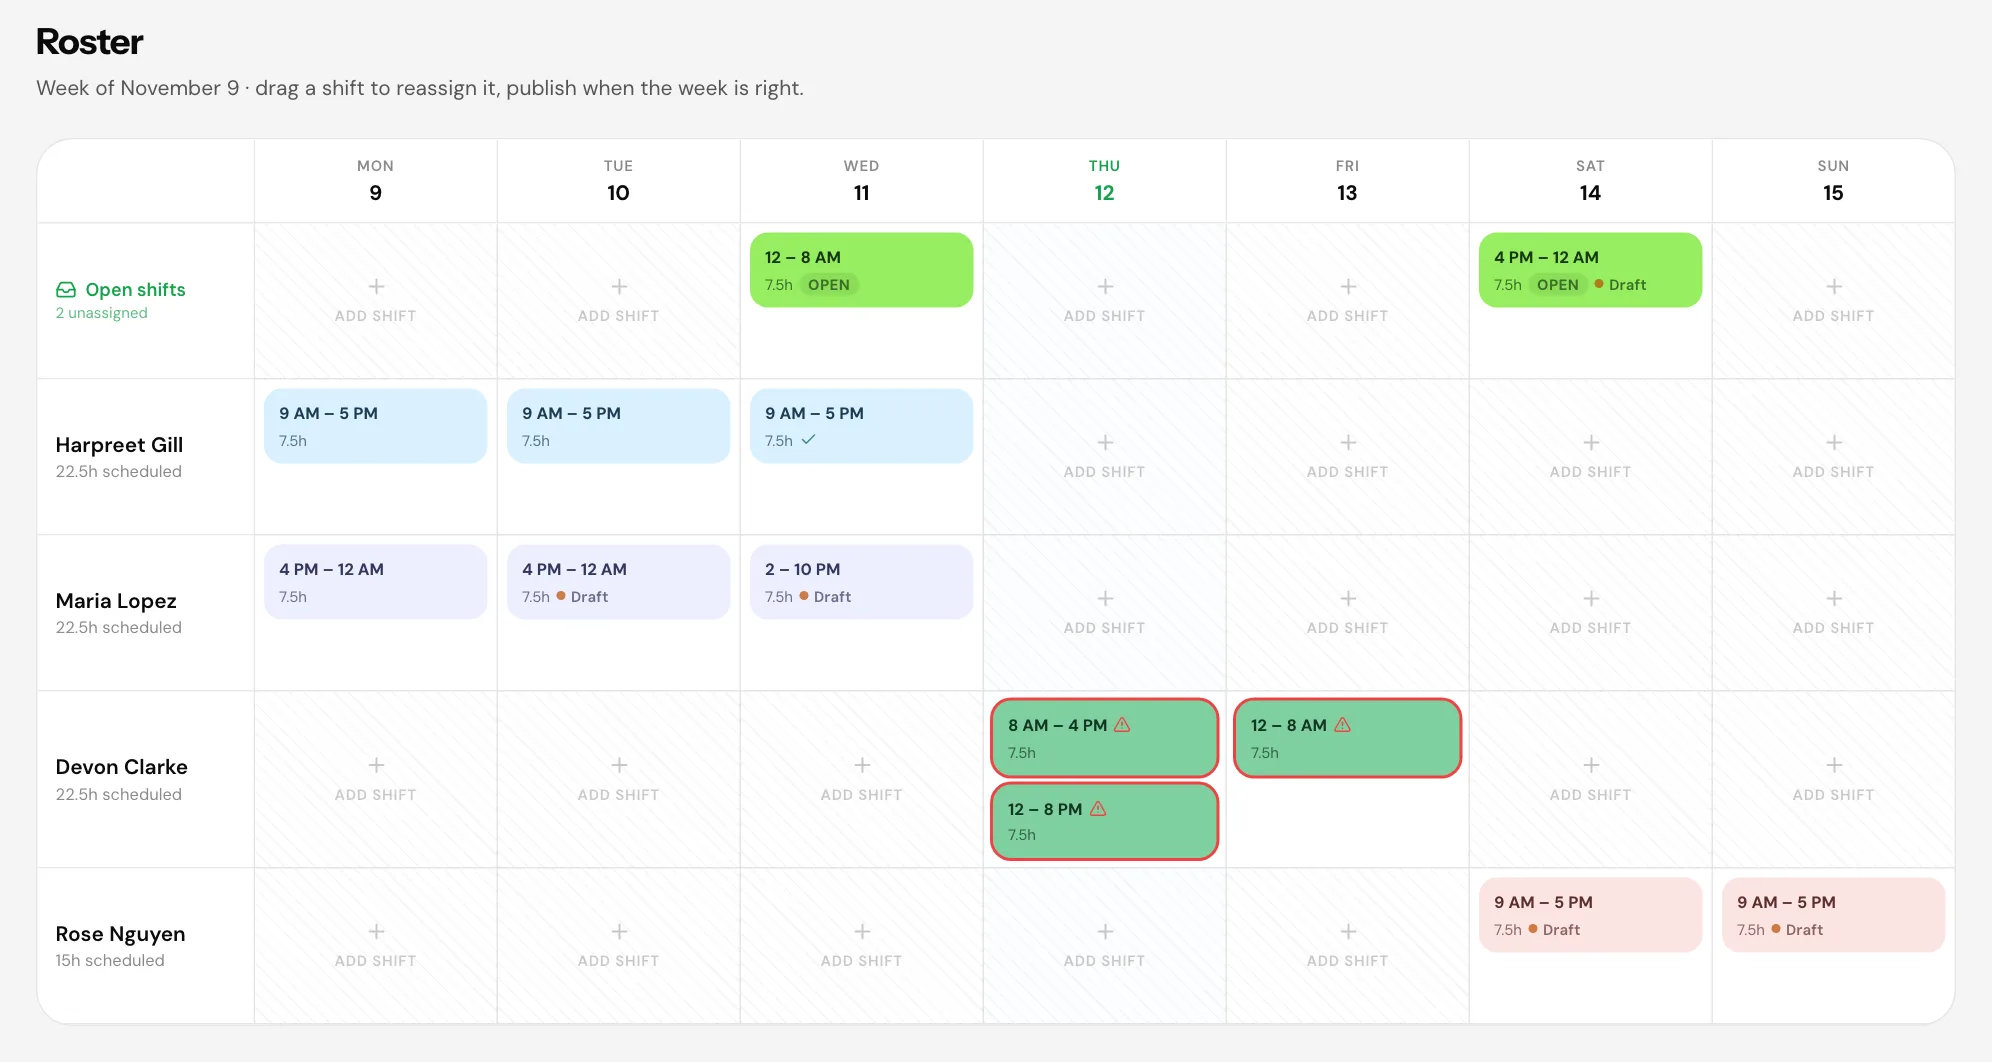 Roster
Week of November 9 · drag a shift to reassign it, publish when the week is right.
MON
9
TUE
10
WED
11
THU
12
FRI
13
SAT
14
SUN
15
Open shifts
2 unassigned
+
ADD SHIFT
+
ADD SHIFT
12 – 8 AM
7.5h OPEN
+
ADD SHIFT
+
ADD SHIFT
4 PM – 12 AM
7.5h OPEN Draft
+
ADD SHIFT
Harpreet Gill
22.5h scheduled
9 AM – 5 PM
7.5h
9 AM – 5 PM
7.5h
9 AM – 5 PM
7.5h
+
ADD SHIFT
+
ADD SHIFT
+
ADD SHIFT
+
ADD SHIFT
Maria Lopez
22.5h scheduled
4 PM – 12 AM
7.5h
4 PM – 12 AM
7.5h Draft
2 – 10 PM
7.5h Draft
+
ADD SHIFT
+
ADD SHIFT
+
ADD SHIFT
+
ADD SHIFT
Devon Clarke
22.5h scheduled
+
ADD SHIFT
+
ADD SHIFT
+
ADD SHIFT
8 AM – 4 PM
7.5h
12 – 8 PM
7.5h
12 – 8 AM
7.5h
+
ADD SHIFT
+
ADD SHIFT
Rose Nguyen
15h scheduled
+
ADD SHIFT
+
ADD SHIFT
+
ADD SHIFT
+
ADD SHIFT
+
ADD SHIFT
9 AM – 5 PM
7.5h Draft
9 AM – 5 PM
7.5h Draft